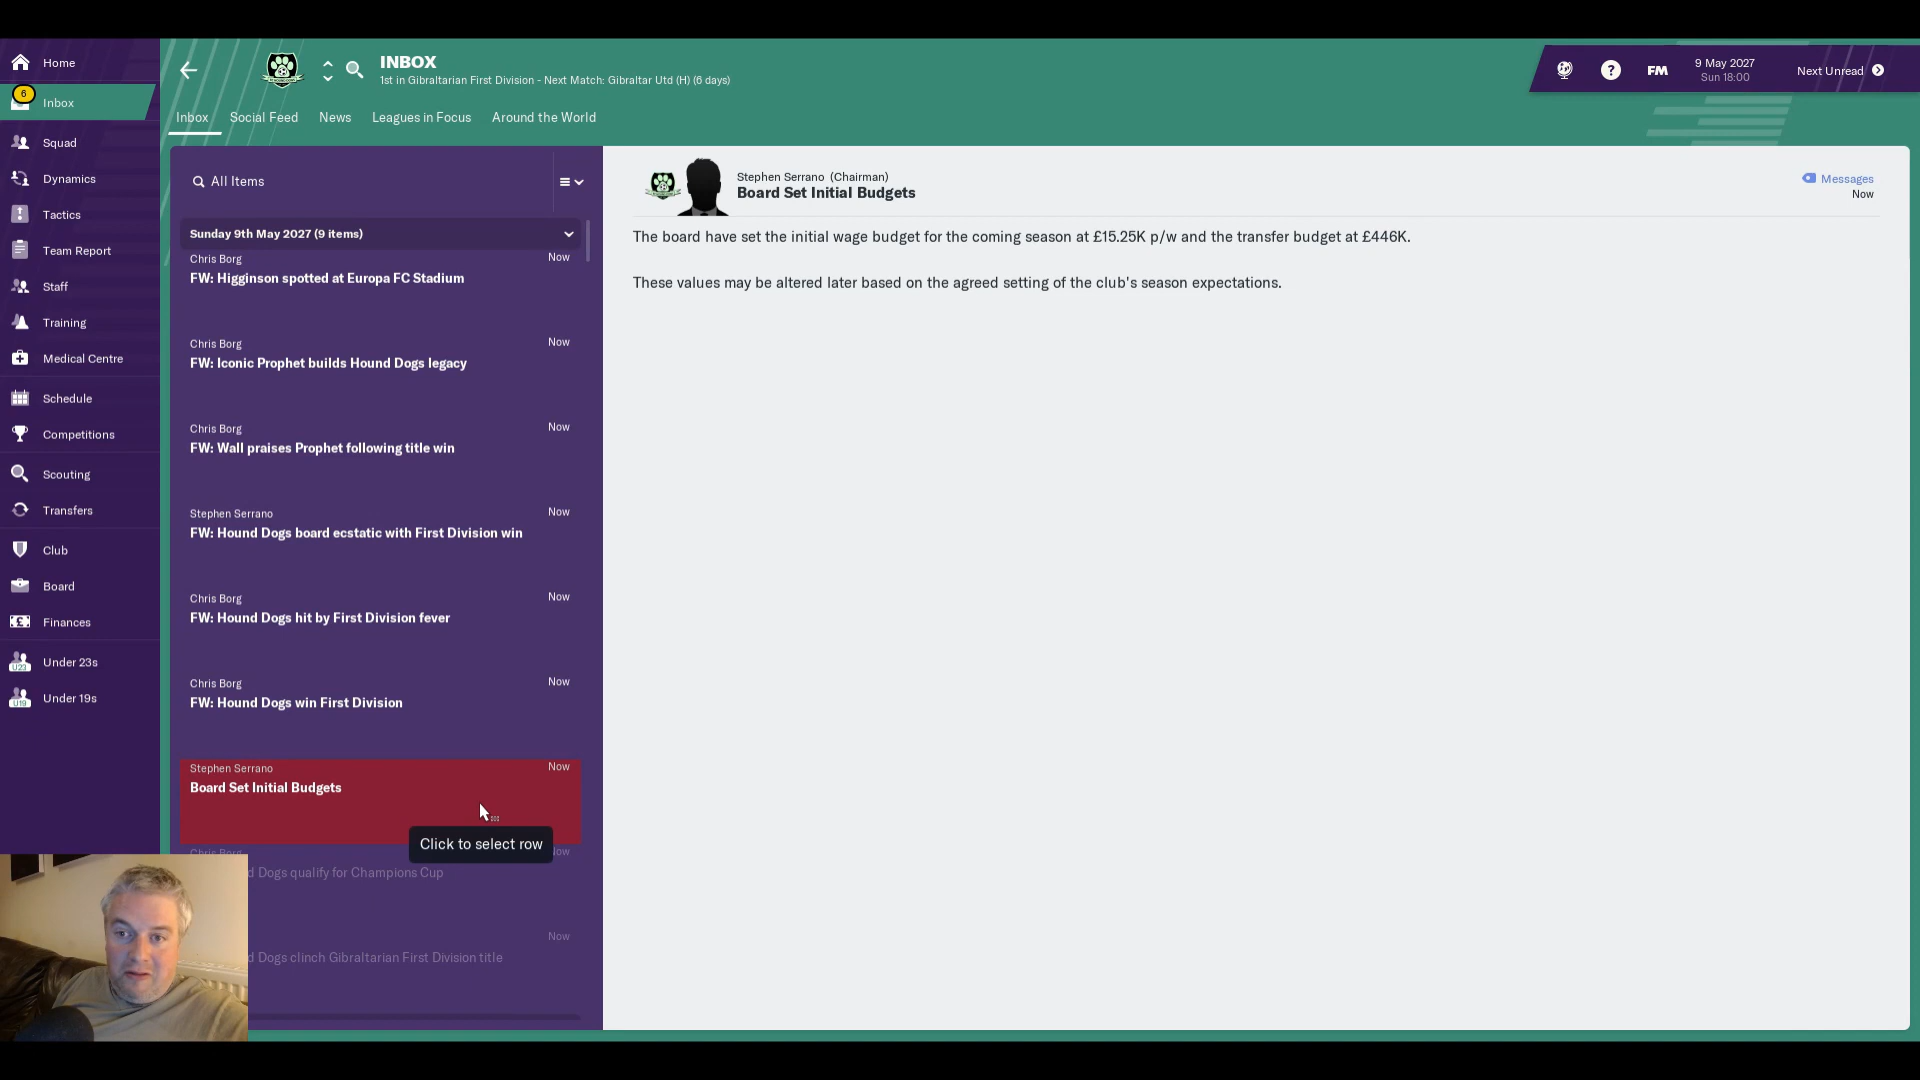 Home
6
Inbox
Squad
Dynamics
Tactics
Team Report
Staff
Training
Medical Centre
Schedule
Competitions
Scouting
Transfers
Club
Board
Finances
U23
Under 23s
U19
Under 19s
INBOX
1st in Gibraltarian First Division - Next Match: Gibraltar Utd (H) (6 days)
?
FM
9 May 2027
Sun 18:00
Next Unread
Inbox
Social Feed
News
Leagues in Focus
Around the World
All Items
Sunday 9th May 2027 (9 items)
Chris Borg
Now
FW: Higginson spotted at Europa FC Stadium
Chris Borg
Now
FW: Iconic Prophet builds Hound Dogs legacy
Chris Borg
Now
FW: Wall praises Prophet following title win
Stephen Serrano
Now
FW: Hound Dogs board ecstatic with First Division win
Chris Borg
Now
FW: Hound Dogs hit by First Division fever
Chris Borg
Now
FW: Hound Dogs win First Division
Stephen Serrano
Now
Board Set Initial Budgets
Click to select row
Chris Borg
Now
d Dogs qualify for Champions Cup
Now
d Dogs clinch Gibraltarian First Division title
Stephen Serrano (Chairman)
Board Set Initial Budgets
Messages
Now
The board have set the initial wage budget for the coming season at £15.25K p/w and the transfer budget at £446K.
These values may be altered later based on the agreed setting of the club's season expectations.